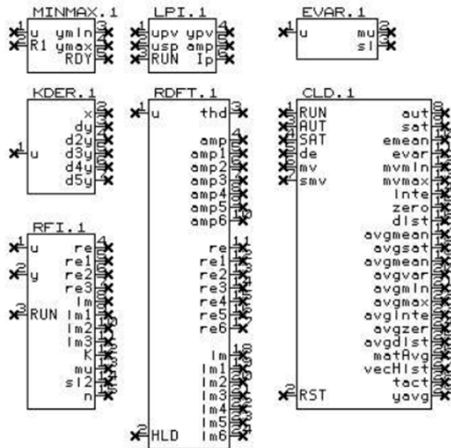 MINMAX.1
u ymin
R1 ymax
RDY
LPI.1
upv ypv
usp amp
RUN Ip
EVAR.1
u mu
si
KDER.1
x
dy
d2y
u d3y
d4y
d5y
RDFT.1
u thd
amp
amp1
amp2
amp3
amp4
amp5
amp6
re
re1
re2
re3
re4
re5
re6
im
im1
im2
im3
im4
im5
HLD im6
CLD.1
RUN aut
AUT sat
SAT emean
de evar
mv mvmin
smv mvmax
inte
zero
dist
avgmean
avgsat
avgmean
avgvar
avgmin
avgmax
avginte
avgzer
avgdist
matAvg
vecHist
tact
RST yavg
RFI.1
u re
re1
y re2
re3
im
RUN im1
im2
im3
K
mu
si2
n